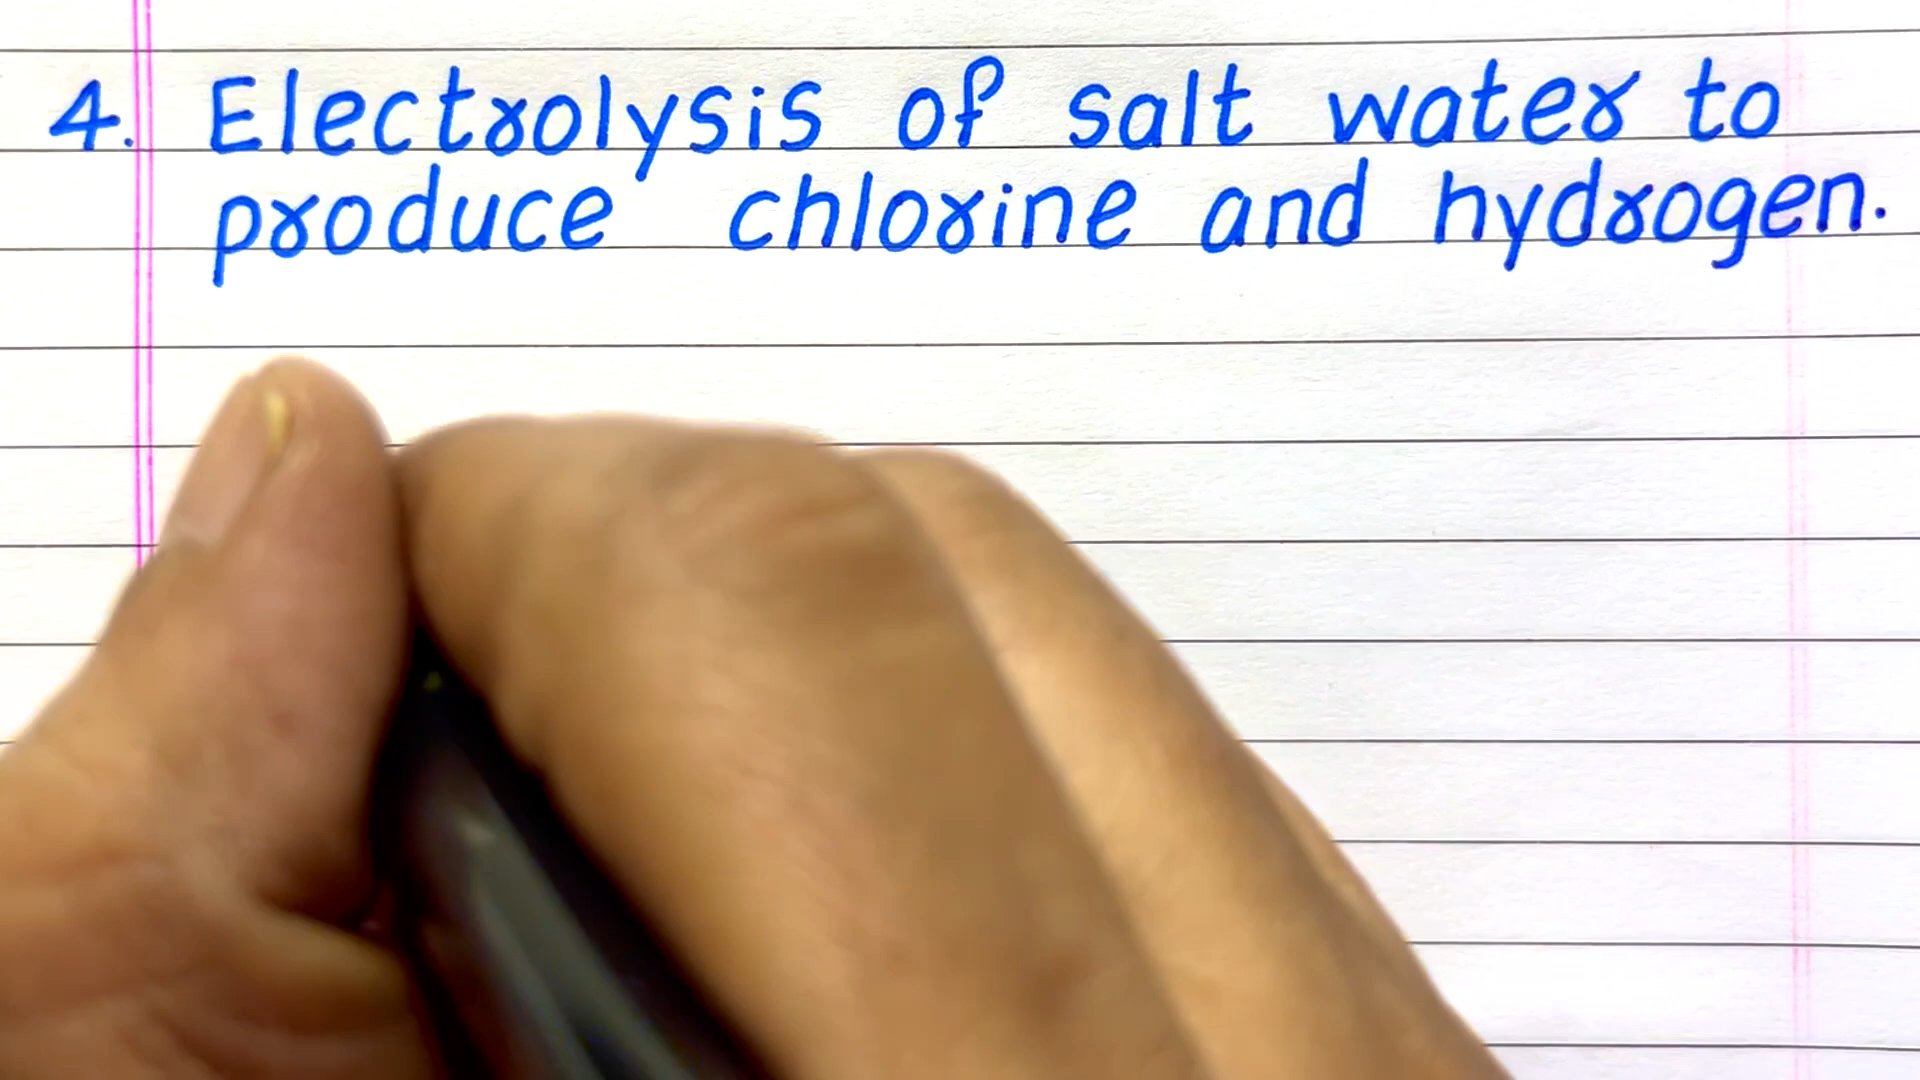 4. Electrolysis of salt water to
produce chlorine and hydrogen.